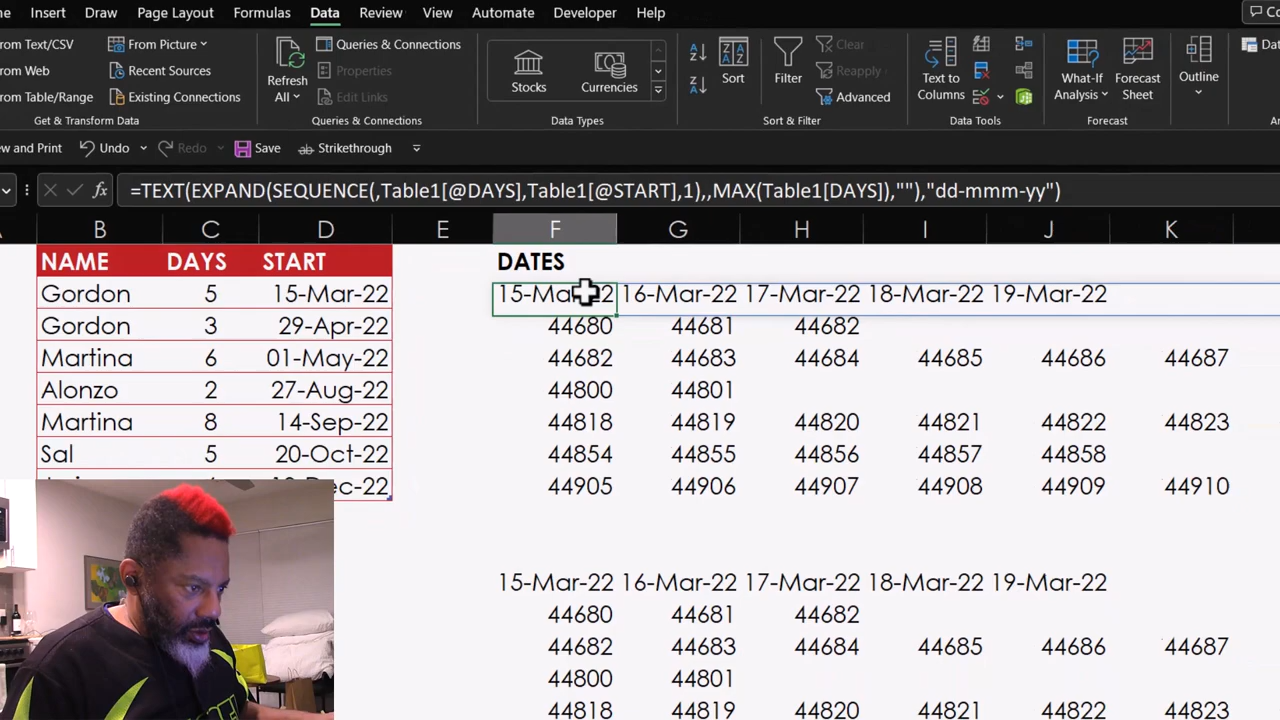 Insert Draw Page Layout Formulas Data Review View Automate Developer Help
From Text/CSV From Picture Queries & Connections Clear
From Web Recent Sources Properties Reapply
From Table/Range Existing Connections Edit Links Advanced
Refresh All Stocks Currencies Sort Filter Text to Columns What-If Analysis Forecast Sheet Outline
Get & Transform Data Queries & Connections Data Types Sort & Filter Data Tools Forecast
and Print Undo Redo Save ab Strikethrough
fx =TEXT(EXPAND(SEQUENCE(,Table1[@DAYS],Table1[@START],1),,MAX(Table1[DAYS]),""),"dd-mmm-yy")
B C D E F G H I J K
NAME DAYS START DATES
Gordon 5 15-Mar-22 15-Mar-22 16-Mar-22 17-Mar-22 18-Mar-22 19-Mar-22
Gordon 3 29-Apr-22 44680 44681 44682
Martina 6 01-May-22 44682 44683 44684 44685 44686 44687
Alonzo 2 27-Aug-22 44800 44801
Martina 8 14-Sep-22 44818 44819 44820 44821 44822 44823
Sal 5 20-Oct-22 44854 44855 44856 44857 44858
44905 44906 44907 44908 44909 44910
15-Mar-22 16-Mar-22 17-Mar-22 18-Mar-22 19-Mar-22
44680 44681 44682
44682 44683 44684 44685 44686 44687
44800 44801
44818 44819 44820 44821 44822 44823